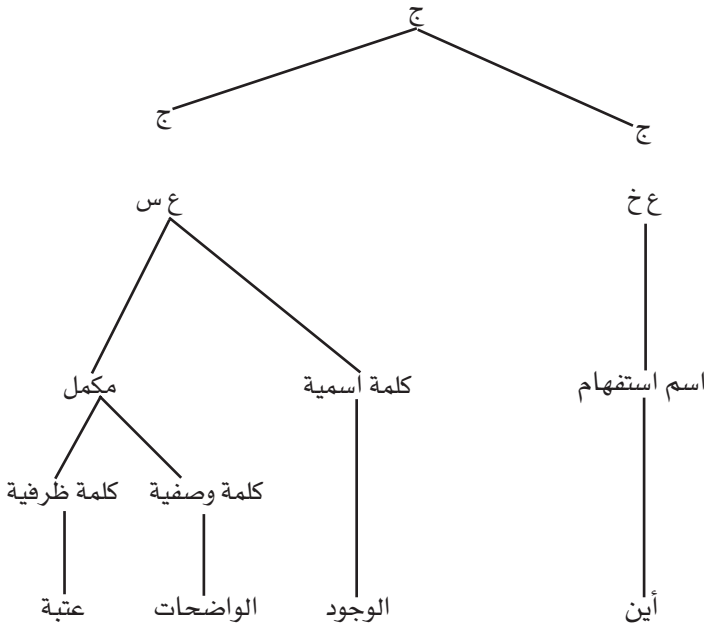 ج
ج ج
ع خ ع س
اسم استفهام كلمة اسمية مكمل
كلمة وصفية كلمة ظرفية
أين الوجود الواضحات عتبة